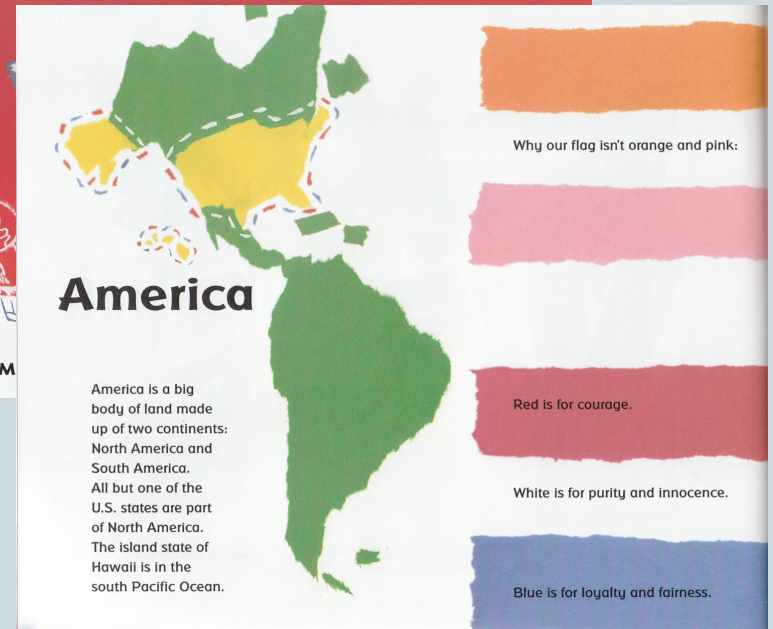 America
America is a big
body of land made
up of two continents:
North America and
South America.
All but one of the
U.S. states are part
of North America.
The island state of
Hawaii is in the
south Pacific Ocean.
Why our flag isn't orange and pink:
Red is for courage.
White is for purity and innocence.
Blue is for loyalty and fairness.